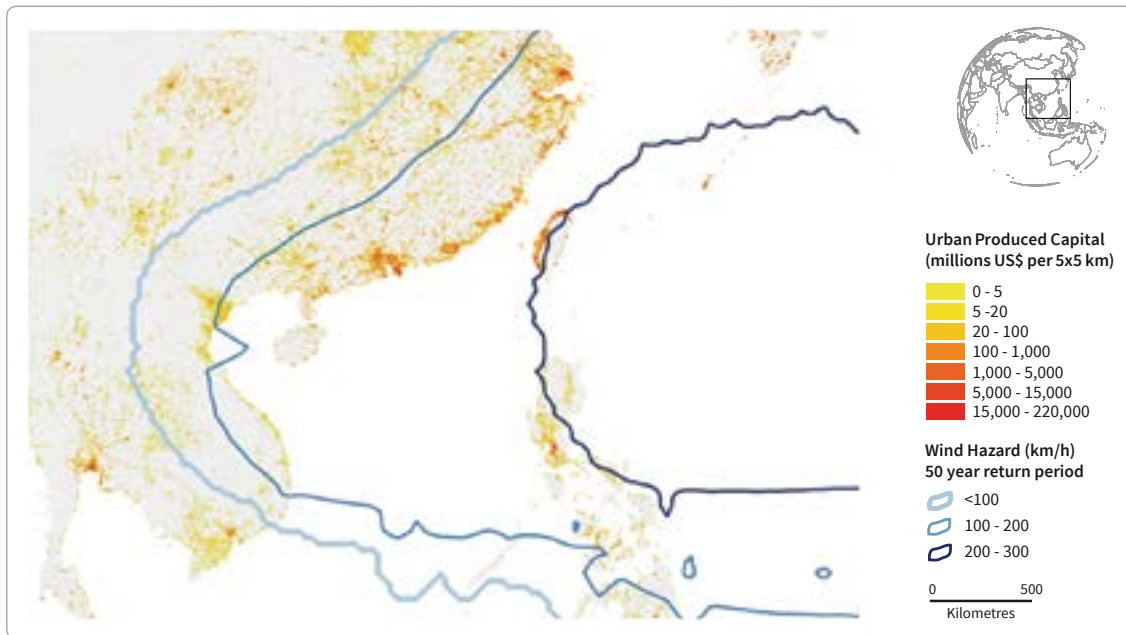 Urban Produced Capital
(millions US$ per 5x5 km)
0 - 5
5 -20
20 - 100
100 - 1,000
1,000 - 5,000
5,000 - 15,000
15,000 - 220,000
Wind Hazard (km/h)
50 year return period
<100
100 - 200
200 - 300
0 500
Kilometres